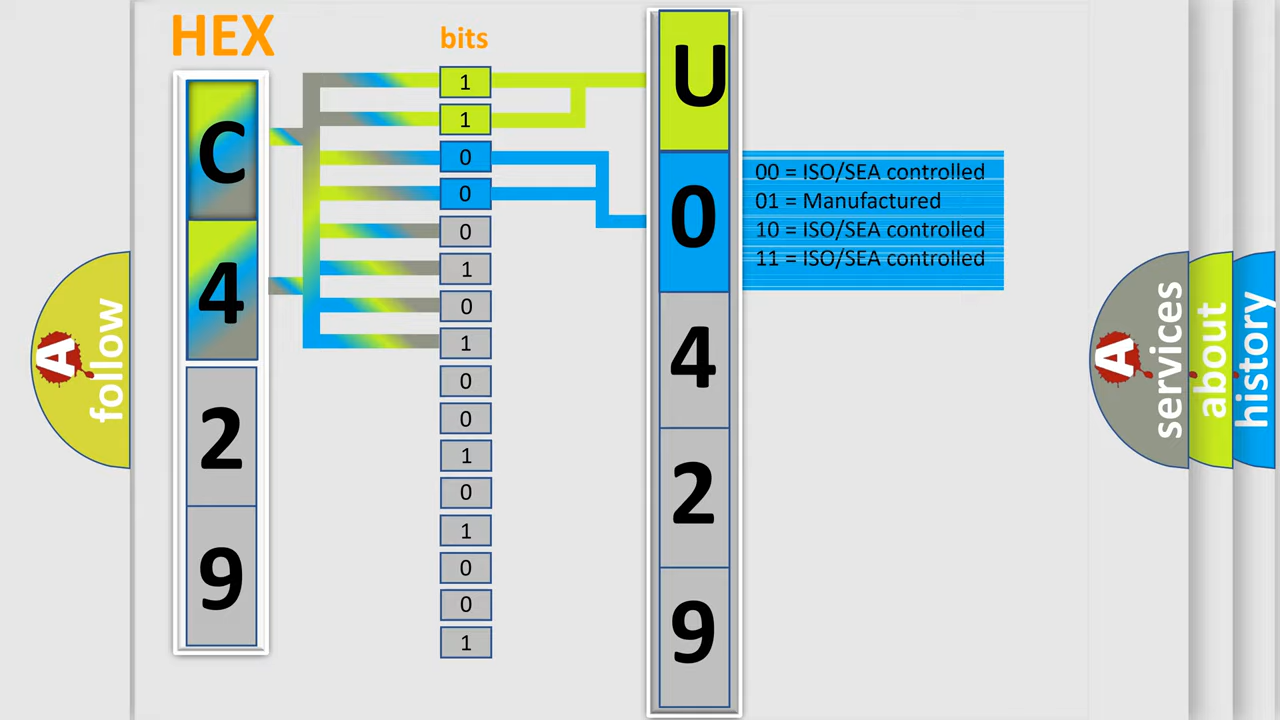 HEX
bits
C
4
2
9
1
1
0
0
0
1
0
1
0
0
1
0
1
0
0
1
U
0
4
2
9
00 = ISO/SEA controlled
01 = Manufactured
10 = ISO/SEA controlled
11 = ISO/SEA controlled
A
follow
A
services
about
history